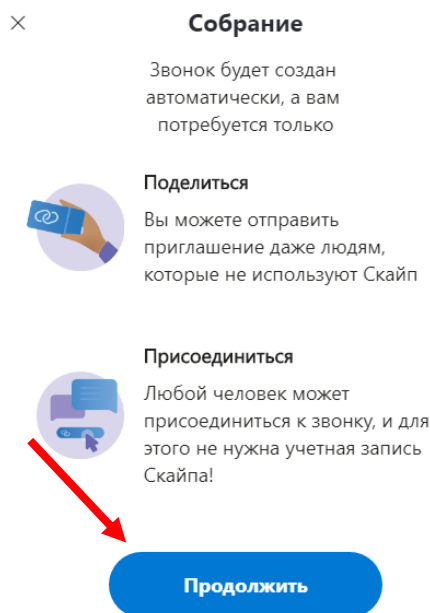 Собрание
Звонок будет создан
автоматически, а вам
потребуется только
Поделиться
Вы можете отправить
приглашение даже людям,
которые не используют Скайп
Присоединиться
Любой человек может
присоединиться к звонку, и для
этого не нужна учетная запись
Скайпа!
Продолжить